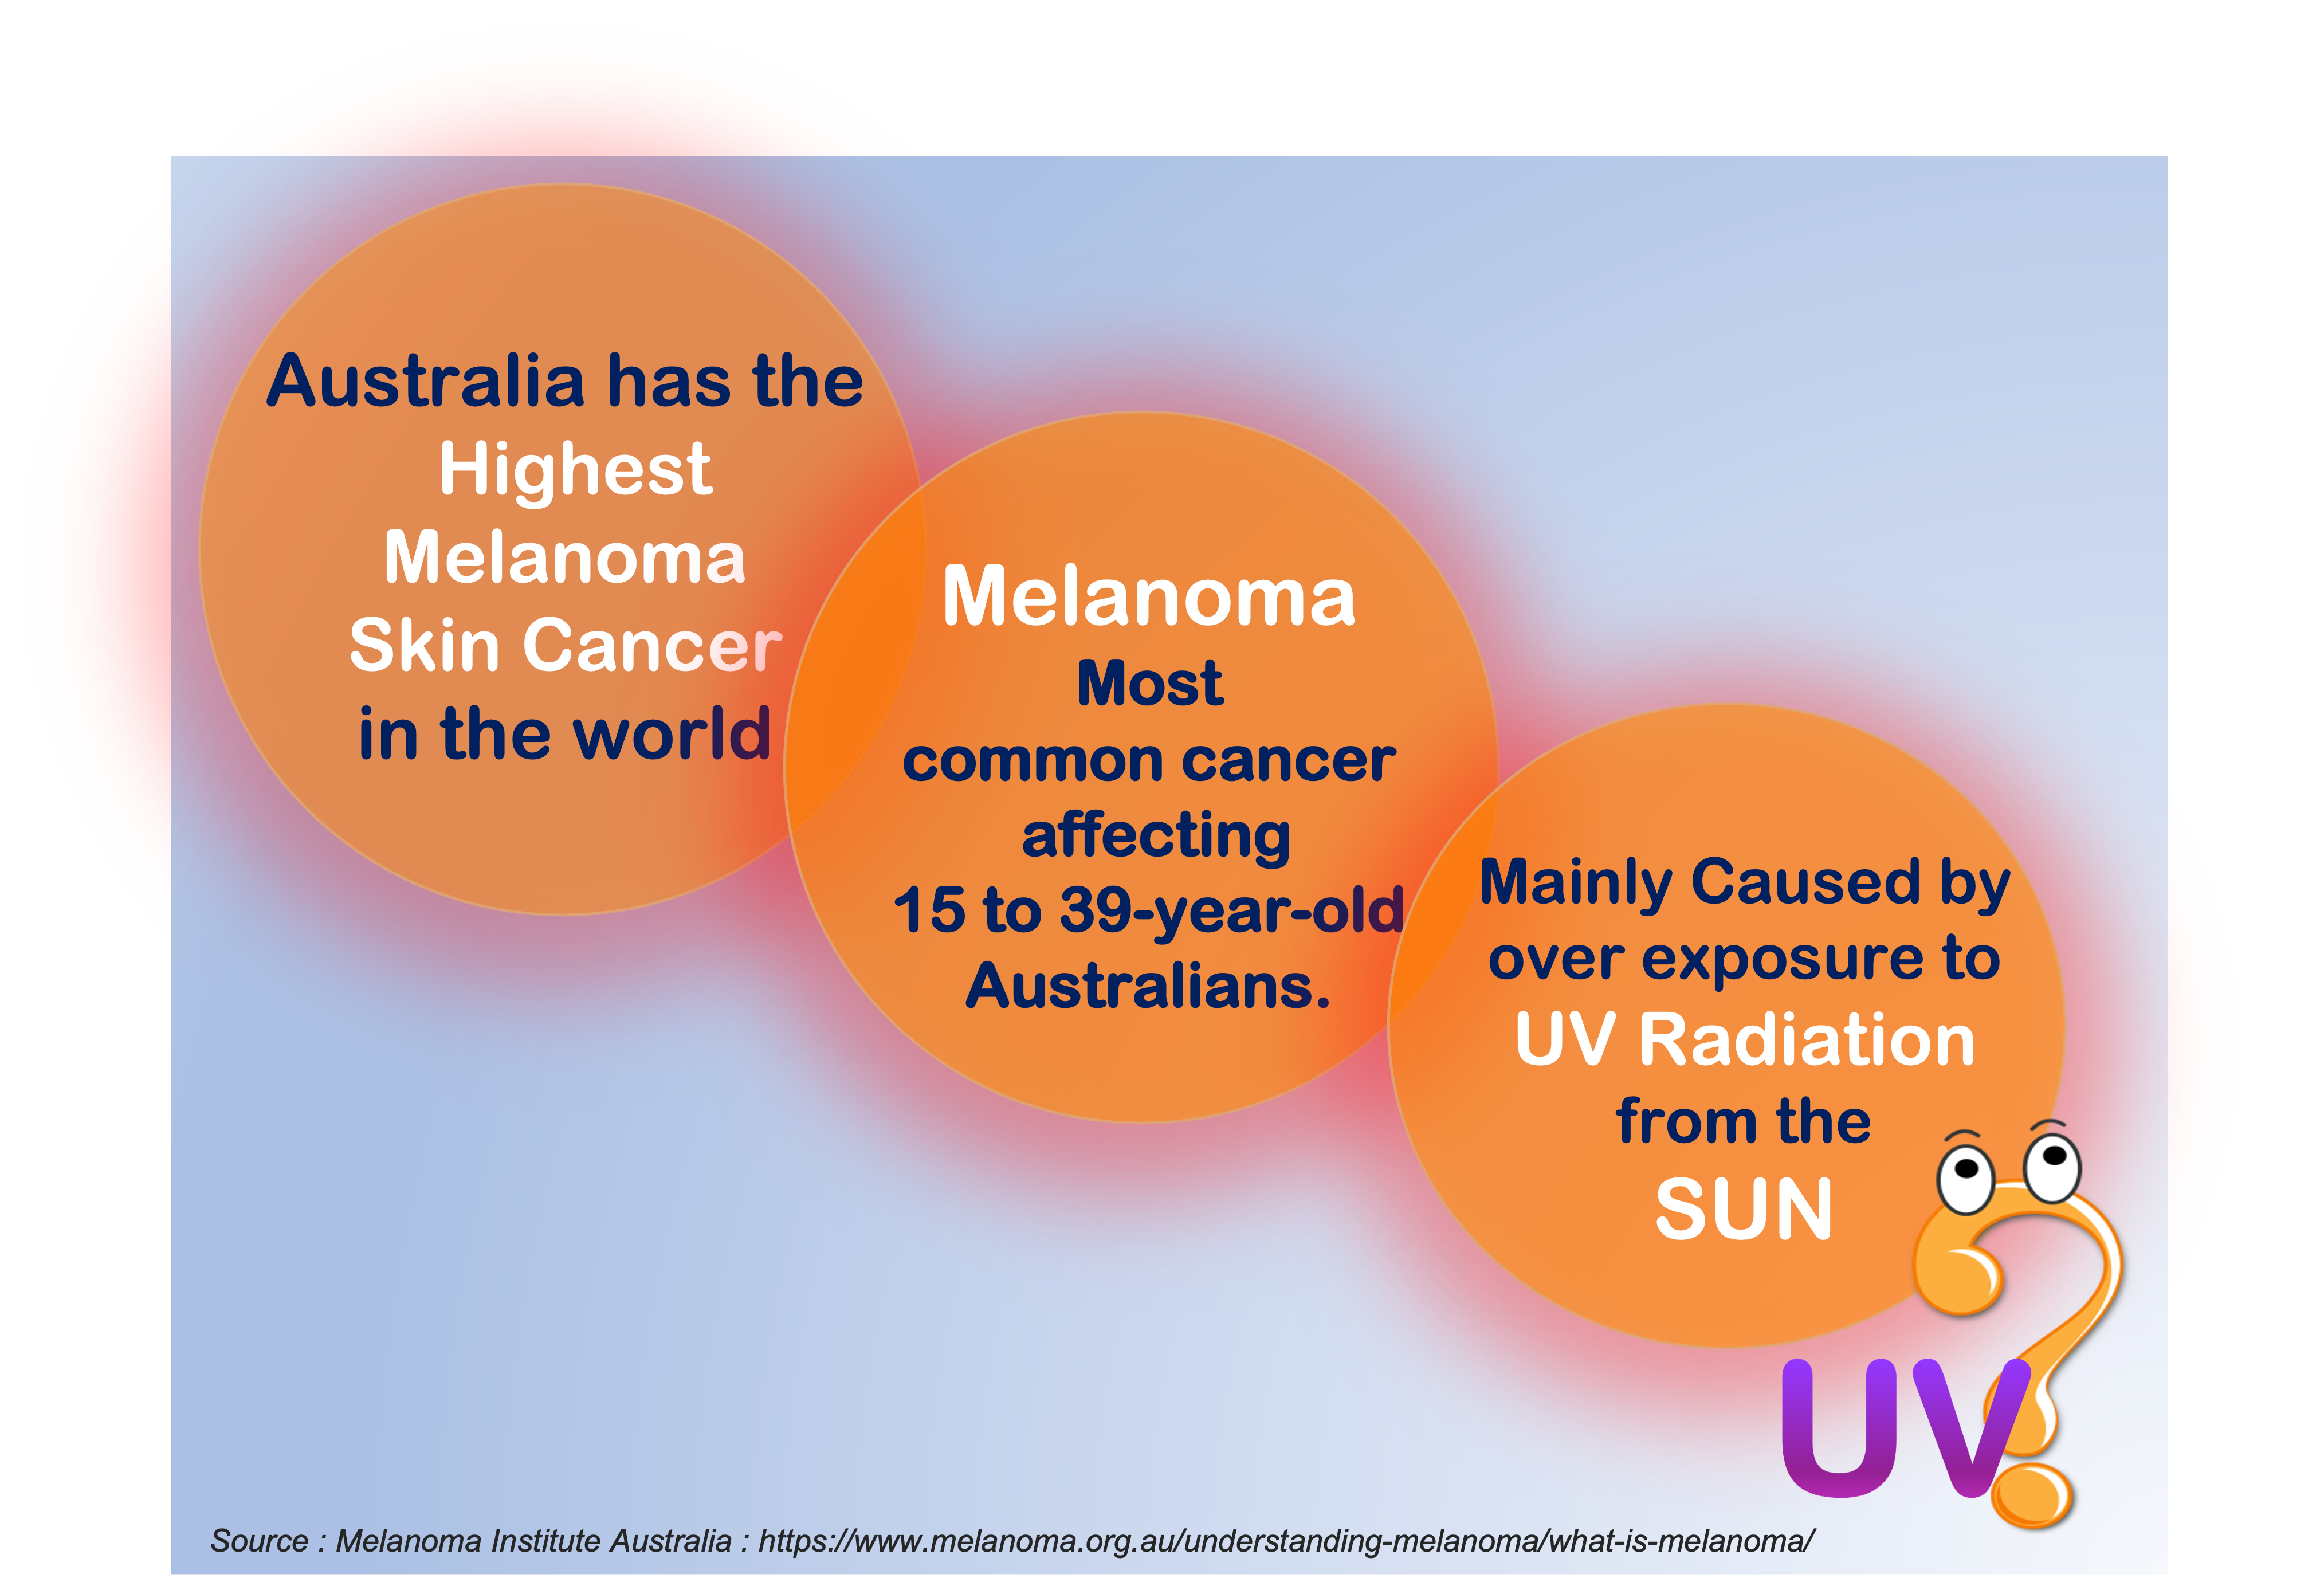 Australia has the
Highest
Melanoma
Skin Cancer
in the world
Melanoma
Most
common cancer
affecting
15 to 39-year-old
Australians.
Mainly Caused by
over exposure to
UV Radiation
from the
SUN
UV?
Source : Melanoma Institute Australia : https://www.melanoma.org.au/understanding-melanoma/what-is-melanoma/